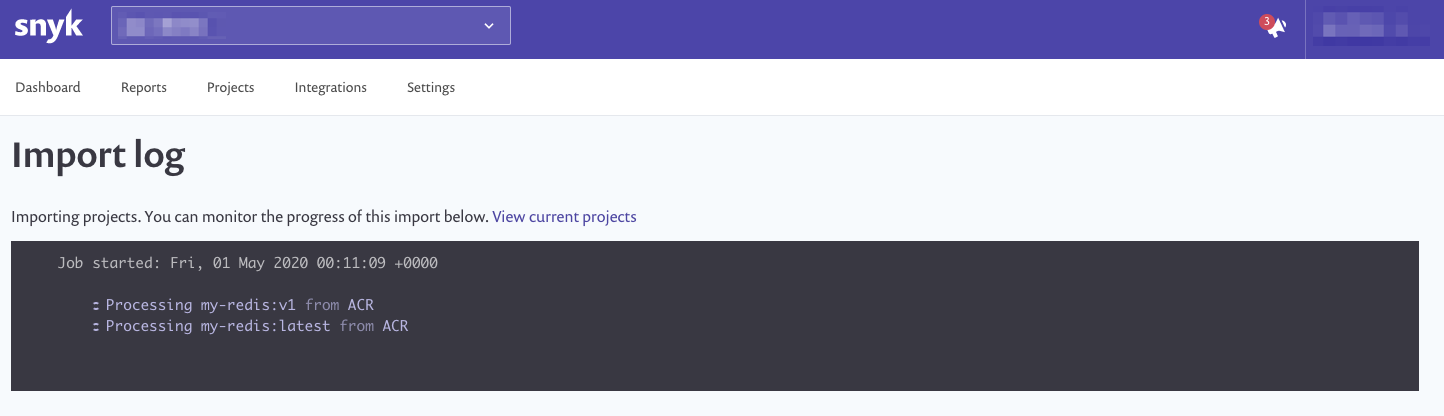 snyk
3
Dashboard Reports Projects Integrations Settings
Import log
Importing projects. You can monitor the progress of this import below. View current projects
Job started: Fri, 01 May 2020 00:11:09 +0000
Processing my-redis:v1 from ACR
Processing my-redis:latest from ACR